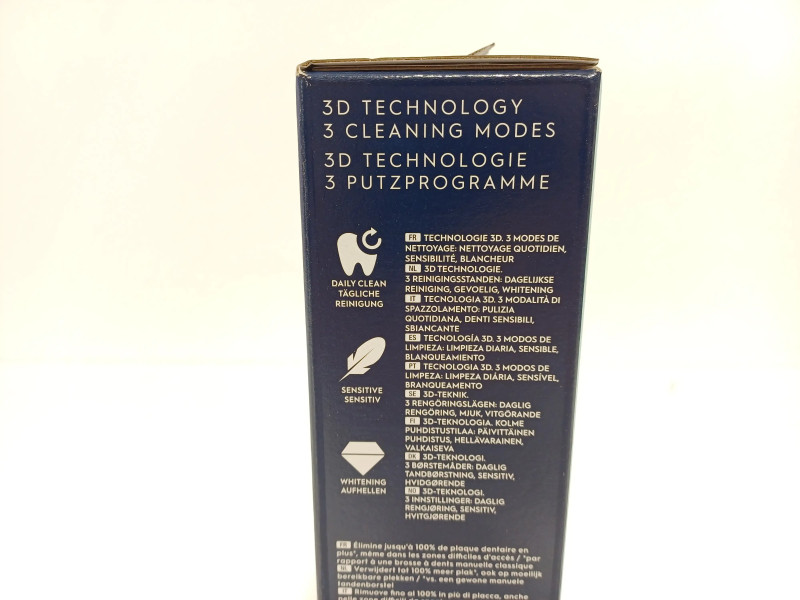 3D TECHNOLOGY
3 CLEANING MODES
3D TECHNOLOGIE
3 PUTZPROGRAMME
DAILY CLEAN
TÄGLICHE
REINIGUNG
SENSITIVE
SENSITIV
WHITENING
AUFHELLEN
FR TECHNOLOGIE 3D. 3 MODES DE
NETTOYAGE: NETTOYAGE QUOTIDIEN,
SENSIBILITÉ, BLANCHEUR
NL 3D TECHNOLOGIE.
3 REINIGINGSSTANDEN: DAGELIJKSE
REINIGING, GEVOELIG, WHITENING
IT TECNOLOGIA 3D. 3 MODALITÀ DI
SPAZZOLAMENTO: PULIZIA
QUOTIDIANA, DENTI SENSIBILI,
SBIANCANTE
ES TECNOLOGÍA 3D. 3 MODOS DE
LIMPIEZA: LIMPIEZA DIARIA, SENSIBLE,
BLANQUEAMIENTO
PT TECNOLOGIA 3D. 3 MODOS DE
LIMPEZA: LIMPEZA DIÁRIA, SENSÍVEL,
BRANQUEAMENTO
SE 3D-TEKNIK.
3 RENGÖRINGSLÄGEN: DAGLIG
RENGÖRING, MJUK, VITGÖRANDE
FI 3D-TEKNOLOGIA. KOLME
PUHDISTUSTILAA: PÄIVITTÄINEN
PUHDISTUS, HELLÄVARAINEN,
VALKAISEVA
DK 3D-TEKNOLOGI.
3 BØRSTEMÅDER: DAGLIG
TANDBØRSTNING, SENSITIV,
HVIDGØRENDE
NO 3D-TEKNOLOGI.
3 INNSTILLINGER: DAGLIG
RENGJØRING, SENSITIV,
HVITGJØRENDE
FR Élimine jusqu'à 100% de plaque dentaire en
plus*, même dans les zones difficiles d'accès / *par
rapport à une brosse à dents manuelle classique
NL Verwijdert tot 100% meer plak*, ook op moeilijk
bereikbare plekken / *vs. een gewone manuele
tandenborstel
IT Rimuove fino al 100% in più di placca, anche
nelle zone